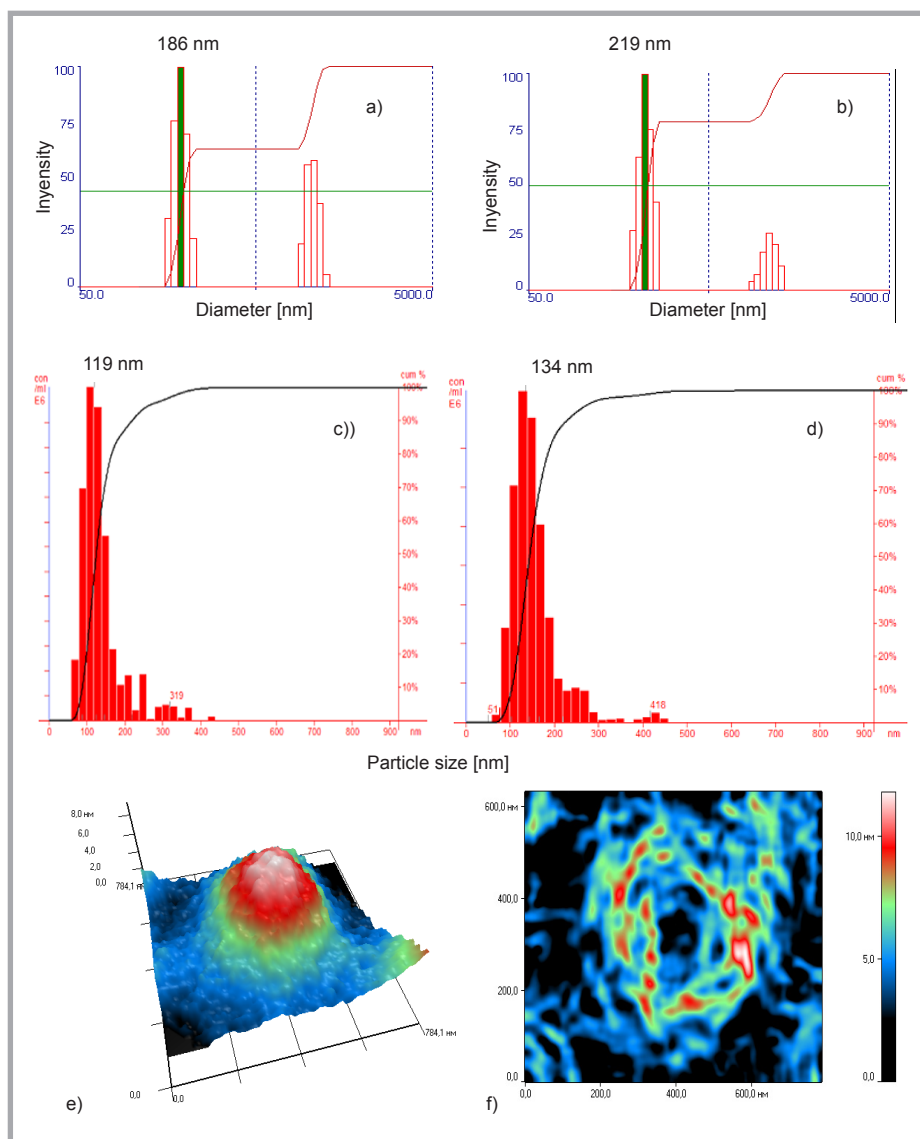 186 nm
219 nm
100
75
50
25
0
50.0
5000.0
Inyensity
Diameter [nm]
a)
100
75
50
25
0
50.0
5000.0
Inyensity
Diameter [nm]
b)
119 nm
con
/ml
E6
cum %
100%
90%
80%
70%
60%
50%
40%
30%
20%
10%
319
0 100 200 300 400 500 600 700 800 900 nm
c))
134 nm
con
/ml
E6
cum %
100%
90%
80%
70%
60%
50%
40%
30%
20%
10%
51
418
0 100 200 300 400 500 600 700 800 900 nm
d)
Particle size [nm]
8,0 нм
6,0
4,0
2,0
0,0
784,1 нм
784,1 нм
0,0
0,0
e)
600,0 нм
400,0
200,0
0,0
0,0 200,0 400,0 600,0 нм
10,0 нм
5,0
0,0
f)